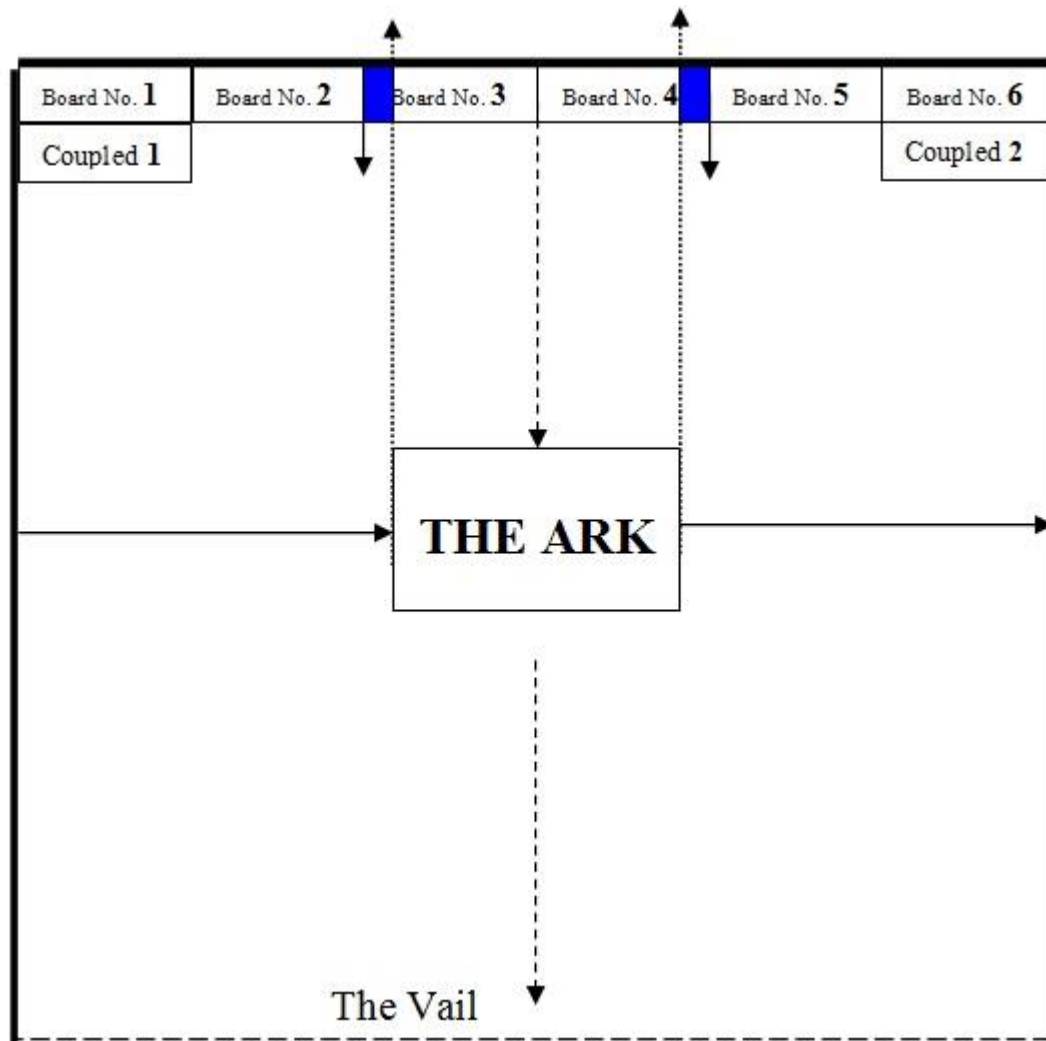 Board No. 1
Board No. 2
Board No. 3
Board No. 4
Board No. 5
Board No. 6
Coupled 1
Coupled 2
THE ARK
The Vail